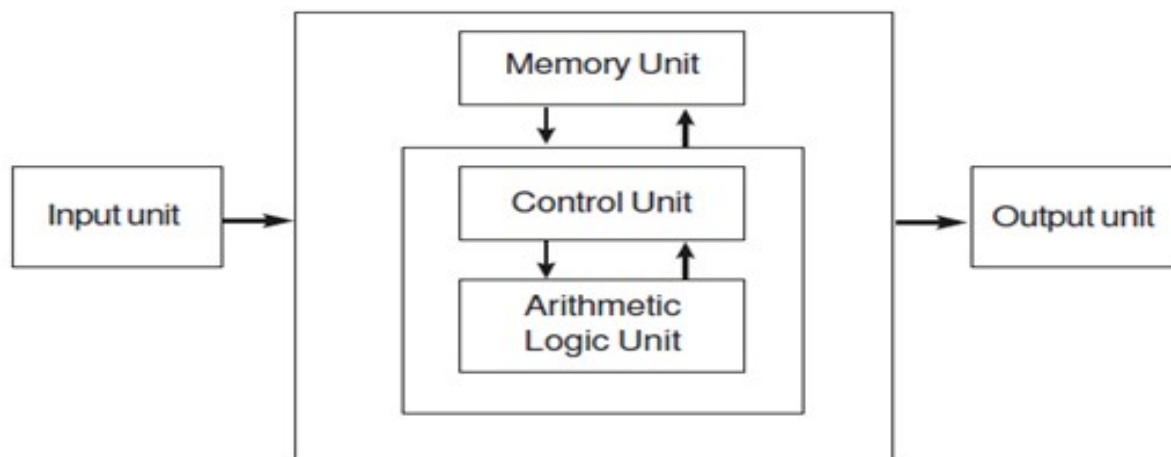 Memory Unit
Input unit
Control Unit
Output unit
Arithmetic
Logic Unit